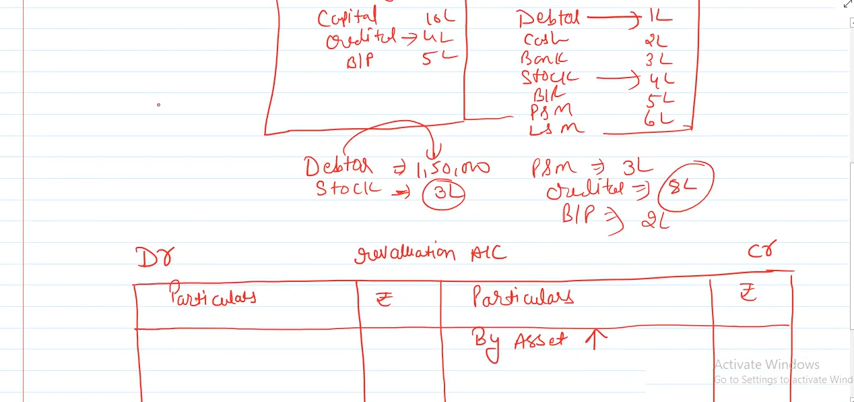 Capital 10L
Creditor → 4L
B/P 5L
Debtor → 1L
Cash 2L
Bank 3L
Stock → 4L
B/R 5L
P&M 6L
L&M
Debtor ⇒ 1,50,000
Stock → 3L
P&M ⇒ 3L
Creditor ⇒ 8L
B/P ⇒ 2L
Dr Revaluation A/C Cr
Particulars ₹ Particulars ₹
By Asset ↑
Activate Windows
Go to Settings to activate Win